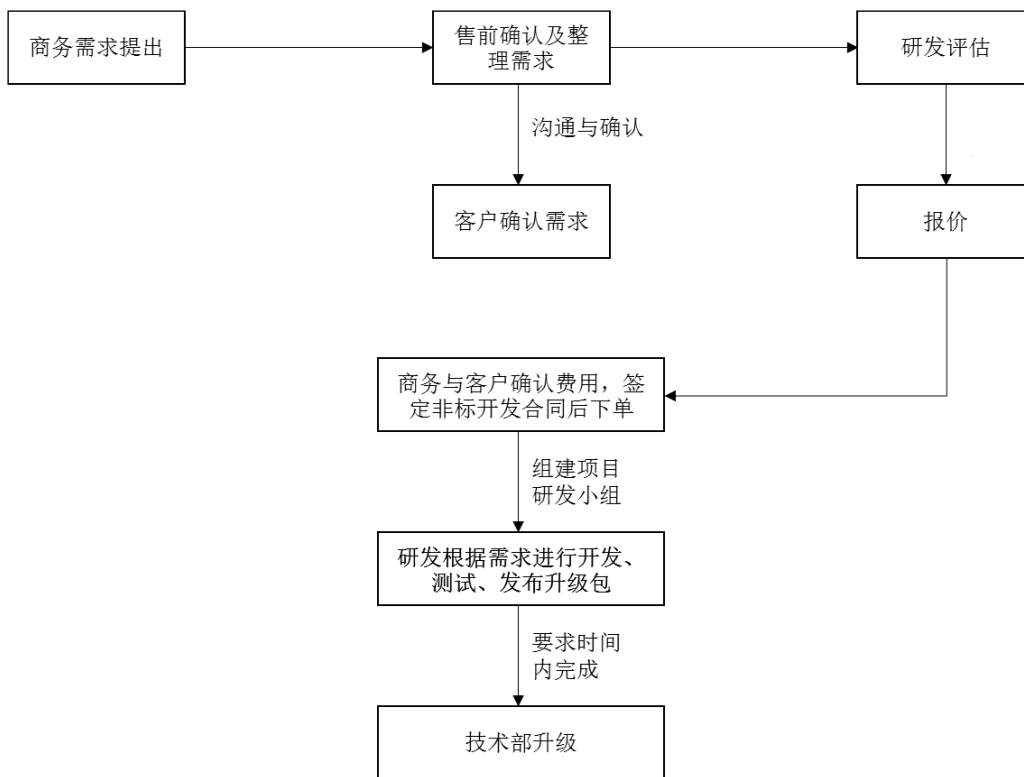 商务需求提出
售前确认及整
理需求
研发评估
沟通与确认
客户确认需求
报价
商务与客户确认费用，签
定非标开发合同后下单
组建项目
研发小组
研发根据需求进行开发、
测试、发布升级包
要求时间
内完成
技术部升级